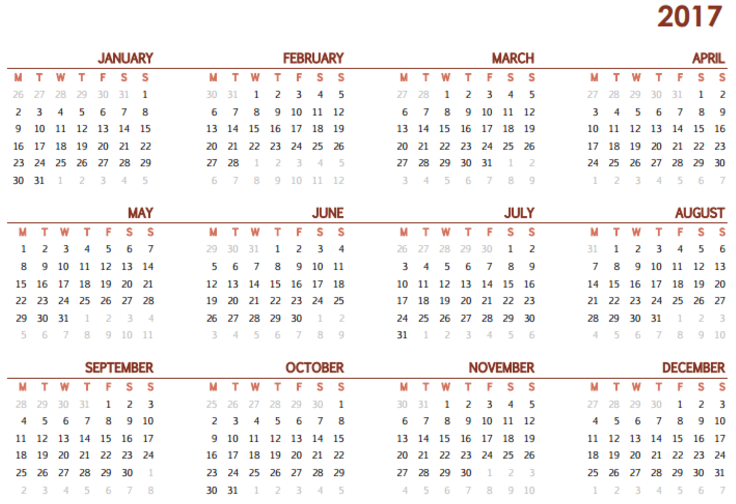 2017
JANUARY
M T W T F S S
26 27 28 29 30 31 1
2 3 4 5 6 7 8
9 10 11 12 13 14 15
16 17 18 19 20 21 22
23 24 25 26 27 28 29
30 31 1 2 3 4 5
FEBRUARY
M T W T F S S
30 31 1 2 3 4 5
6 7 8 9 10 11 12
13 14 15 16 17 18 19
20 21 22 23 24 25 26
27 28 1 2 3 4 5
6 7 8 9 10 11 12
MARCH
M T W T F S S
27 28 1 2 3 4 5
6 7 8 9 10 11 12
13 14 15 16 17 18 19
20 21 22 23 24 25 26
27 28 29 30 31 1 2
3 4 5 6 7 8 9
APRIL
M T W T F S S
27 28 29 30 31 1 2
3 4 5 6 7 8 9
10 11 12 13 14 15 16
17 18 19 20 21 22 23
24 25 26 27 28 29 30
1 2 3 4 5 6 7
MAY
M T W T F S S
1 2 3 4 5 6 7
8 9 10 11 12 13 14
15 16 17 18 19 20 21
22 23 24 25 26 27 28
29 30 31 1 2 3 4
5 6 7 8 9 10 11
JUNE
M T W T F S S
29 30 31 1 2 3 4
5 6 7 8 9 10 11
12 13 14 15 16 17 18
19 20 21 22 23 24 25
26 27 28 29 30 1 2
3 4 5 6 7 8 9
JULY
M T W T F S S
26 27 28 29 30 1 2
3 4 5 6 7 8 9
10 11 12 13 14 15 16
17 18 19 20 21 22 23
24 25 26 27 28 29 30
31 1 2 3 4 5 6
AUGUST
M T W T F S S
31 1 2 3 4 5 6
7 8 9 10 11 12 13
14 15 16 17 18 19 20
21 22 23 24 25 26 27
28 29 30 31 1 2 3
4 5 6 7 8 9 10
SEPTEMBER
M T W T F S S
28 29 30 31 1 2 3
4 5 6 7 8 9 10
11 12 13 14 15 16 17
18 19 20 21 22 23 24
25 26 27 28 29 30 1
2 3 4 5 6 7 8
OCTOBER
M T W T F S S
25 26 27 28 29 30 1
2 3 4 5 6 7 8
9 10 11 12 13 14 15
16 17 18 19 20 21 22
23 24 25 26 27 28 29
30 31 1 2 3 4 5
NOVEMBER
M T W T F S S
30 31 1 2 3 4 5
6 7 8 9 10 11 12
13 14 15 16 17 18 19
20 21 22 23 24 25 26
27 28 29 30 1 2 3
4 5 6 7 8 9 10
DECEMBER
M T W T F S S
27 28 29 30 1 2 3
4 5 6 7 8 9 10
11 12 13 14 15 16 17
18 19 20 21 22 23 24
25 26 27 28 29 30 31
1 2 3 4 5 6 7